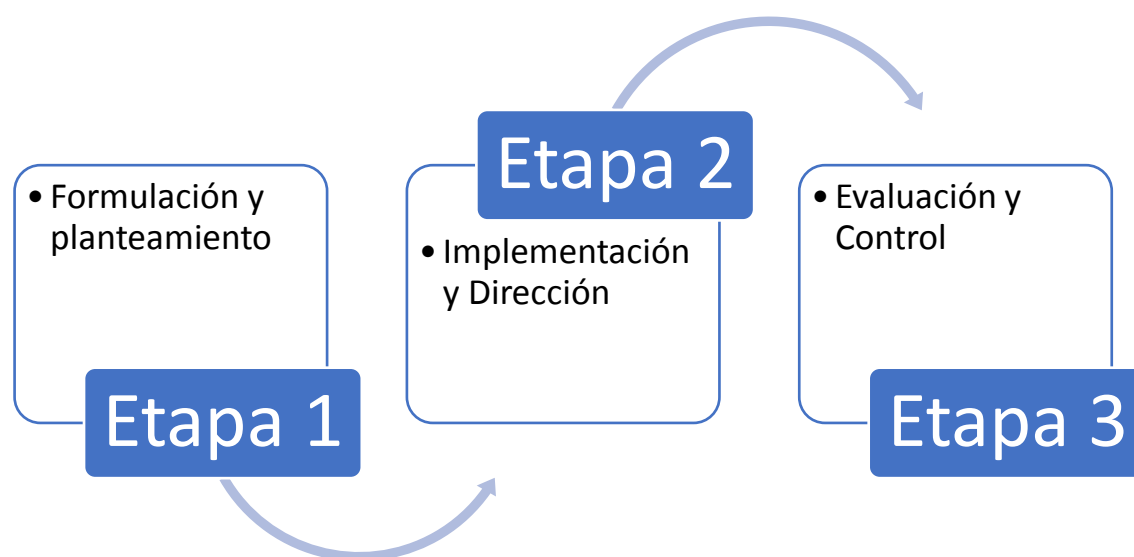 • Formulación y
planteamiento
Etapa 1
Etapa 2
• Implementación
y Dirección
• Evaluación y
Control
Etapa 3